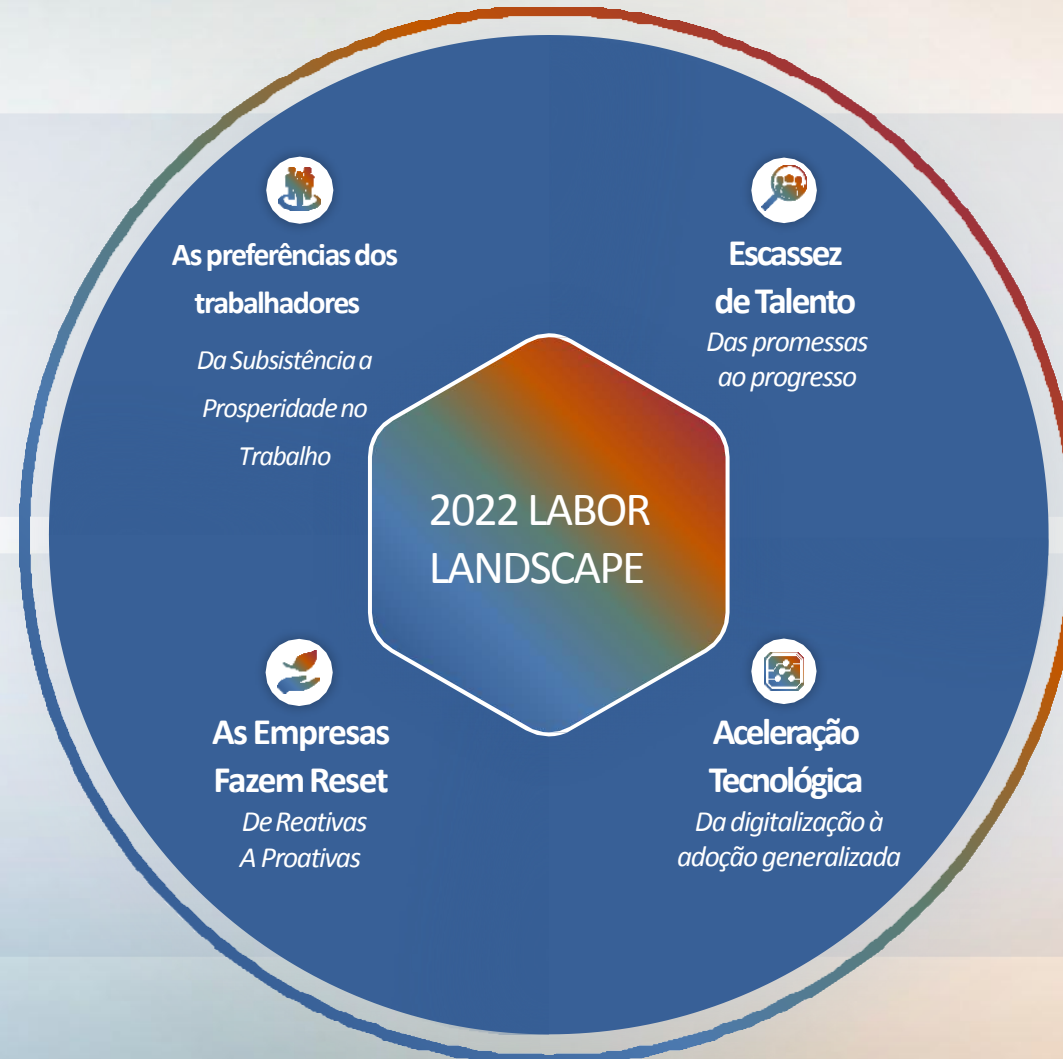 As preferências dos
trabalhadores
Da Subsistência a
Prosperidade no
Trabalho
Escassez
de Talento
Das promessas
ao progresso
2022 LABOR
LANDSCAPE
As Empresas
Fazem Reset
De Reativas
A Proativas
Aceleração
Tecnológica
Da digitalização à
adoção generalizada